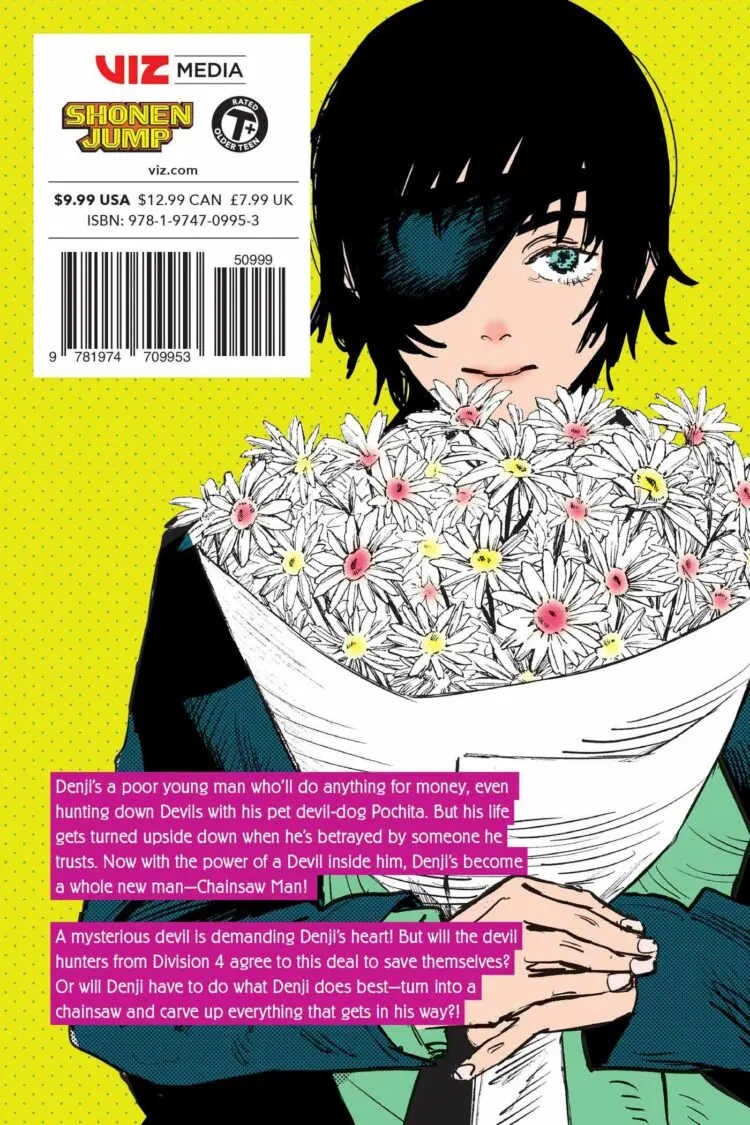 VIZ MEDIA
SHONEN
JUMP
RATED
T+
OLDER TEEN
viz.com
$9.99 USA $12.99 CAN £7.99 UK
ISBN: 978-1-9747-0995-3
50999
9 781974 709953
Denji's a poor young man who'll do anything for money, even
hunting down Devils with his pet devil-dog Pochita. But his life
gets turned upside down when he's betrayed by someone he
trusts. Now with the power of a Devil inside him, Denji's become
a whole new man—Chainsaw Man!
A mysterious devil is demanding Denji's heart! But will the devil
hunters from Division 4 agree to this deal to save themselves?
Or will Denji have to do what Denji does best—turn into a
chainsaw and carve up everything that gets in his way?!